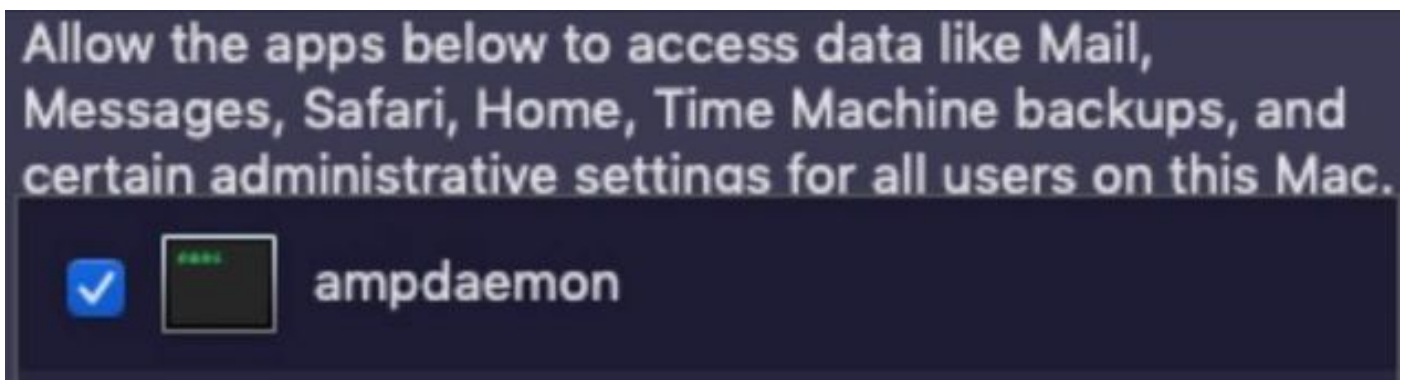 Allow the apps below to access data like Mail,
Messages, Safari, Home, Time Machine backups, and
certain administrative settings for all users on this Mac.
ampdaemon